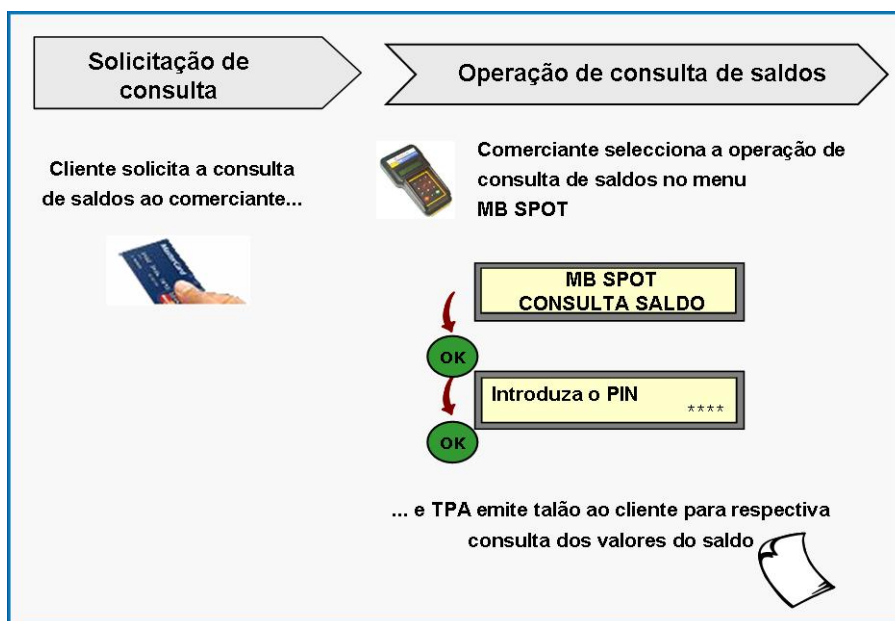 Solicitação de
consulta
Operação de consulta de saldos
Cliente solicita a consulta
de saldos ao comerciante...
MasterCard
Comerciante selecciona a operação de
consulta de saldos no menu
MB SPOT
MB SPOT
CONSULTA SALDO
OK
Introduza o PIN
****
OK
... e TPA emite talão ao cliente para respectiva
consulta dos valores do saldo